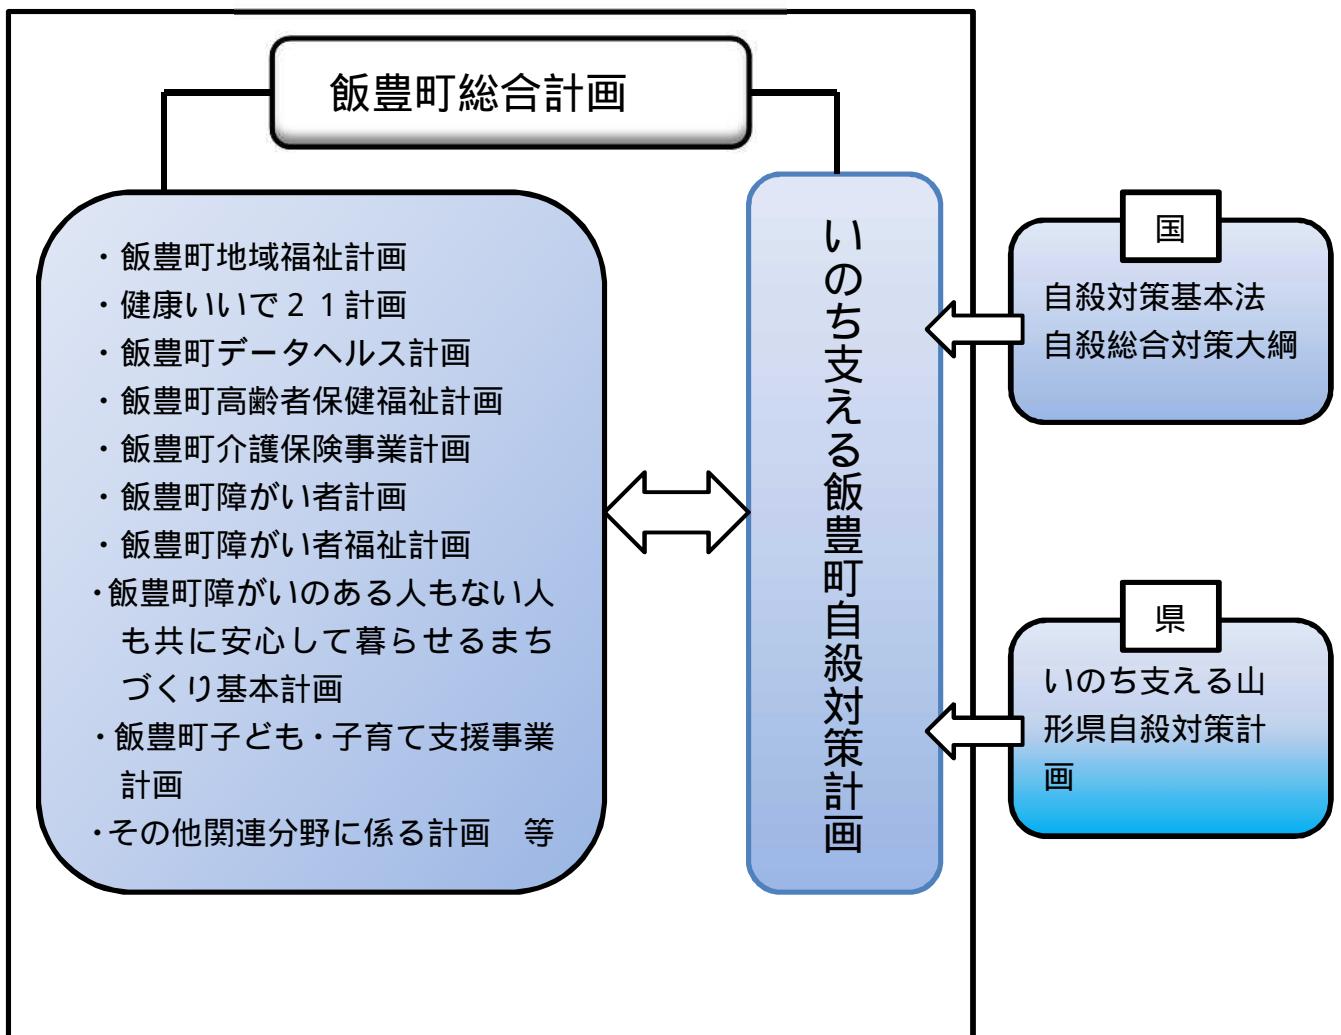 飯豊町総合計画
・飯豊町地域福祉計画
・健康いいで２１計画
・飯豊町データヘルス計画
・飯豊町高齢者保健福祉計画
・飯豊町介護保険事業計画
・飯豊町障がい者計画
・飯豊町障がい者福祉計画
・飯豊町障がいのある人もない人
も共に安心して暮らせるまち
づくり基本計画
・飯豊町子ども・子育て支援事業
計画
・その他関連分野に係る計画　等
いのち支える飯豊町自殺対策計画
国
自殺対策基本法
自殺総合対策大綱
県
いのち支える山
形県自殺対策計
画